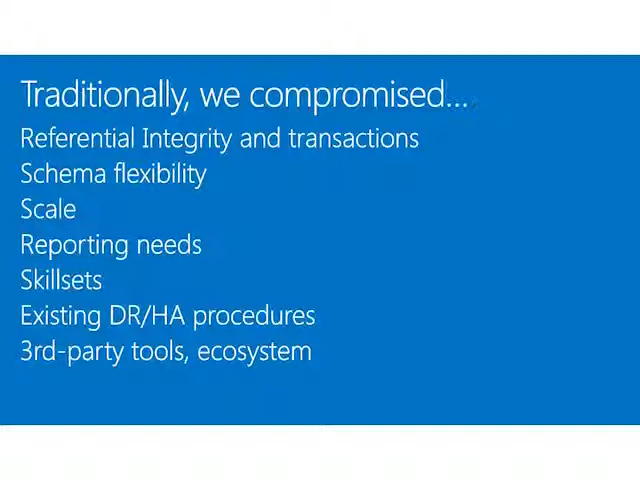 Traditionally, we compromised...
Referential Integrity and transactions
Schema flexibility
Scale
Reporting needs
Skillsets
Existing DR/HA procedures
3rd-party tools, ecosystem